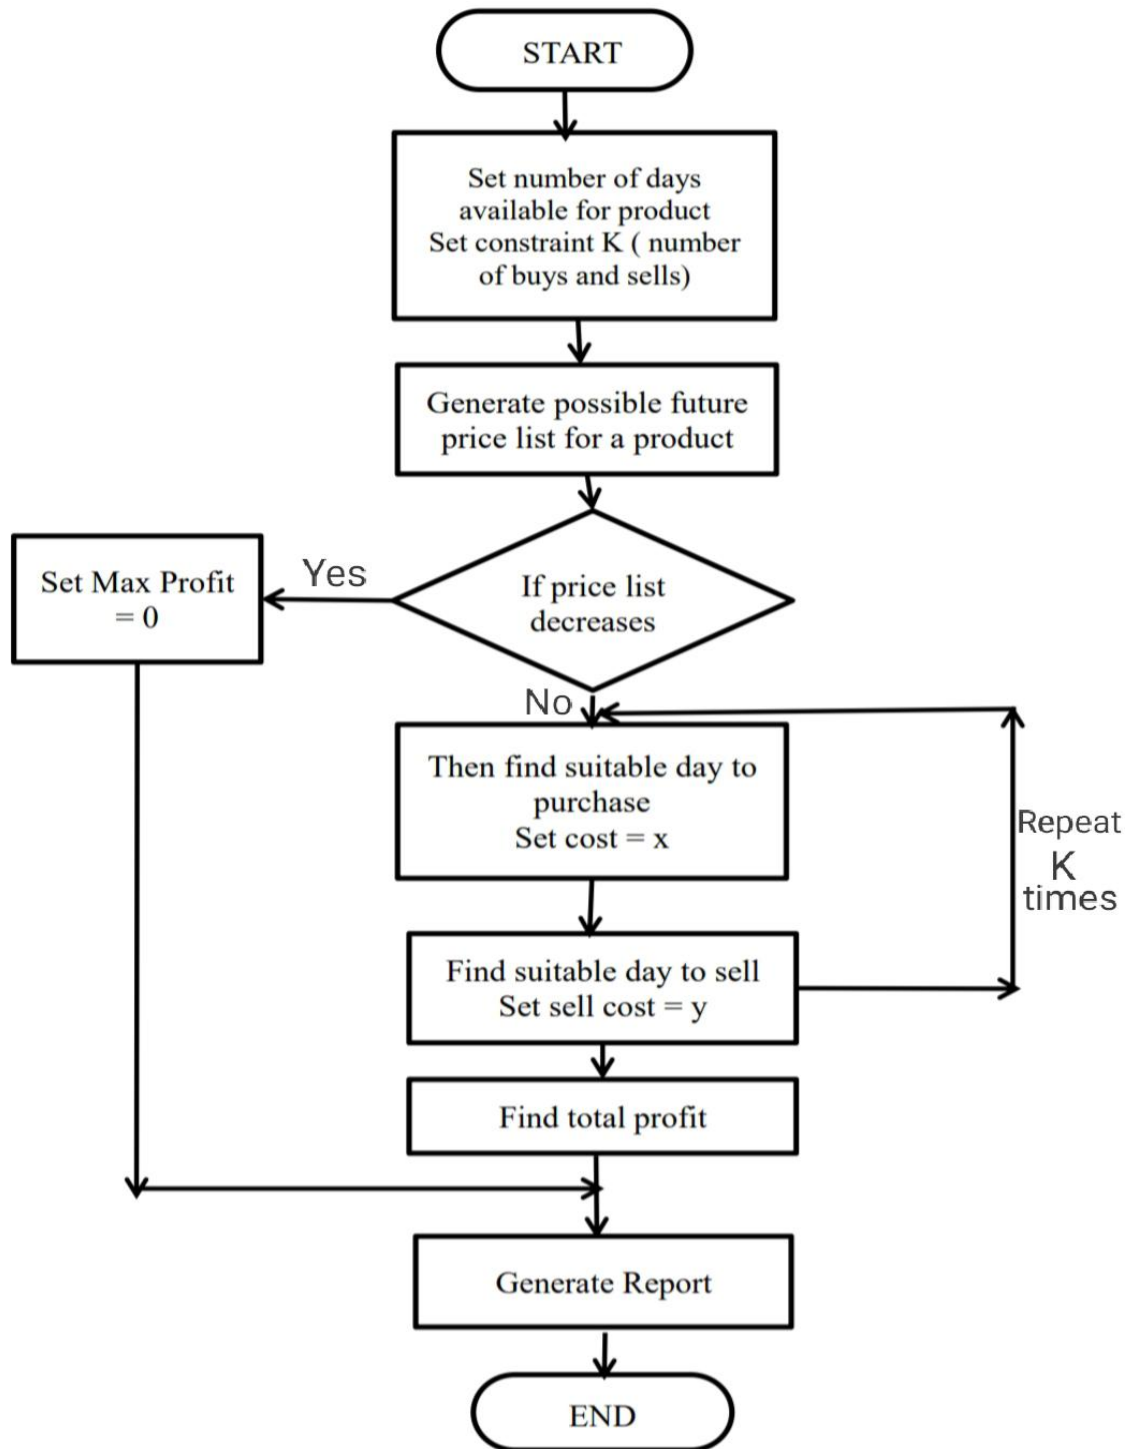 START
Set number of days
available for product
Set constraint K ( number
of buys and sells)
Generate possible future
price list for a product
If price list
decreases
Yes
Set Max Profit
= 0
No
Then find suitable day to
purchase
Set cost = x
Repeat
K
times
Find suitable day to sell
Set sell cost = y
Find total profit
Generate Report
END